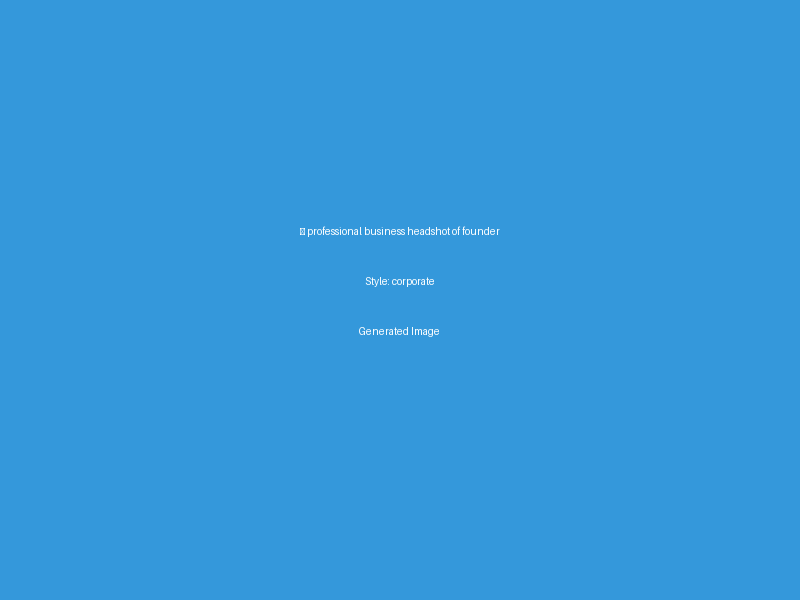 professional business headshot of founder
Style: corporate
Generated Image